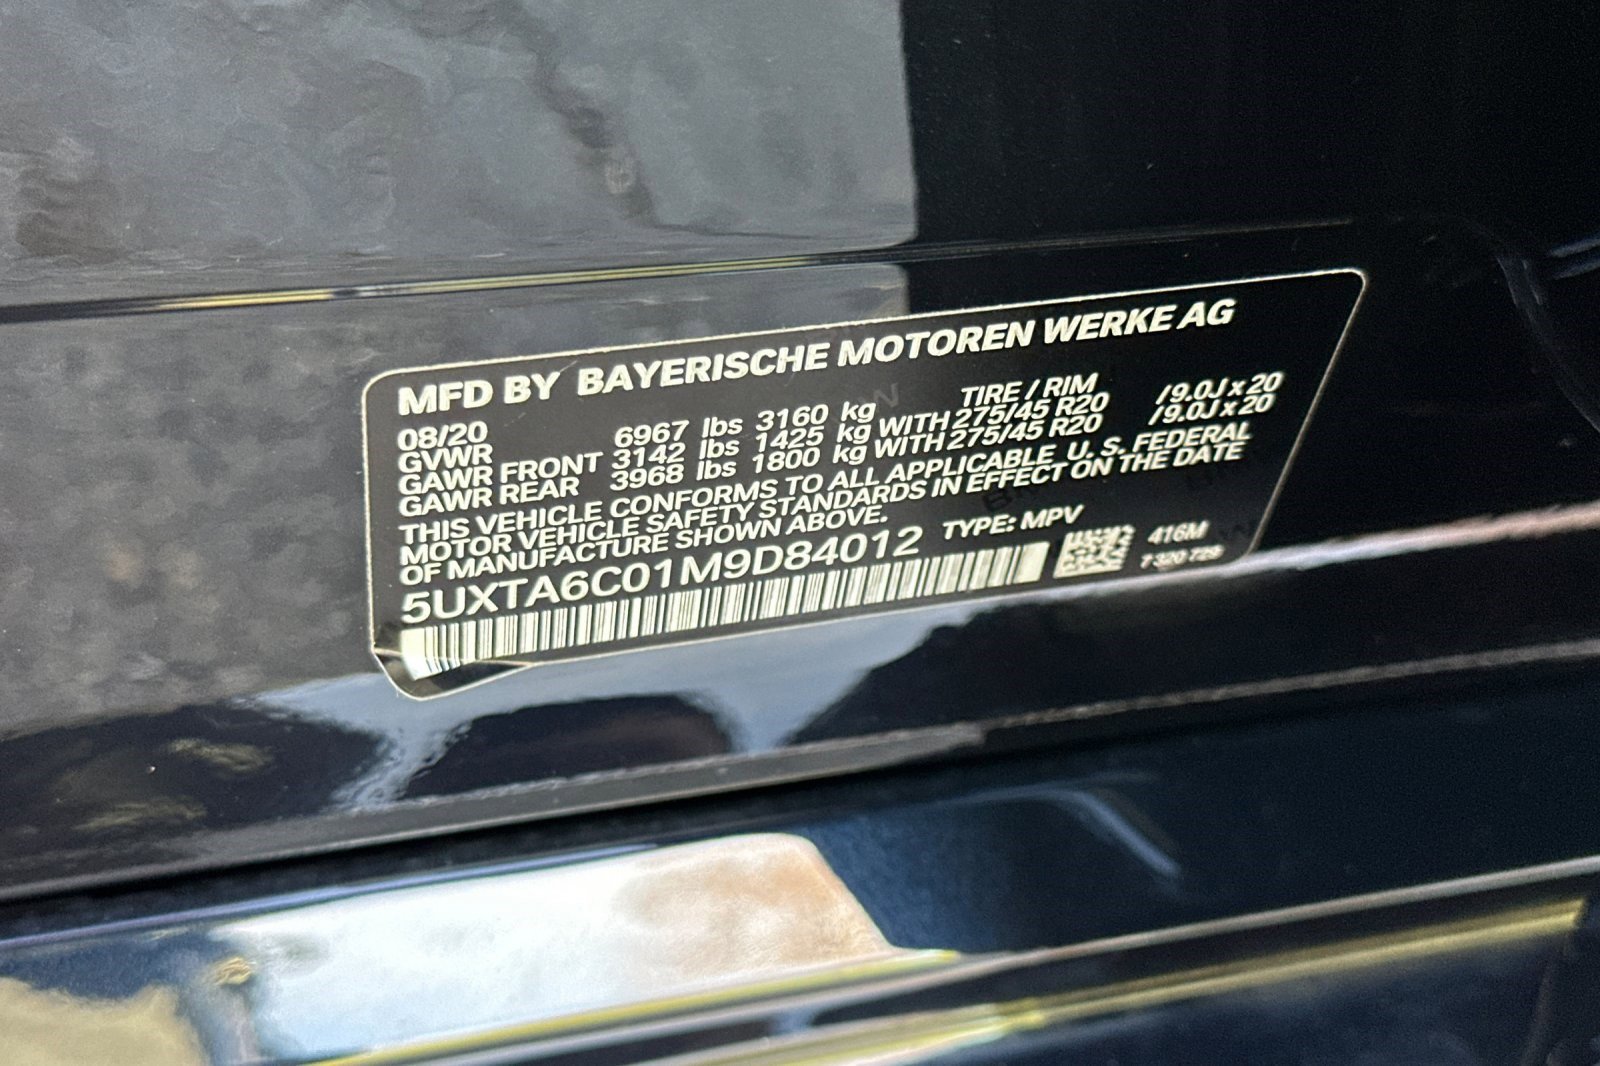 MFD BY BAYERISCHE MOTOREN WERKE AG
08/20 TIRE / RIM
GVWR 6967 lbs 3160 kg
GAWR FRONT 3142 lbs 1425 kg WITH 275/45 R20 / 9.0J x 20
GAWR REAR 3968 lbs 1800 kg WITH 275/45 R20 / 9.0J x 20
THIS VEHICLE CONFORMS TO ALL APPLICABLE U. S. FEDERAL
MOTOR VEHICLE SAFETY STANDARDS IN EFFECT ON THE DATE
OF MANUFACTURE SHOWN ABOVE.
5UXTA6C01M9D84012 TYPE: MPV
416M
7 320 728